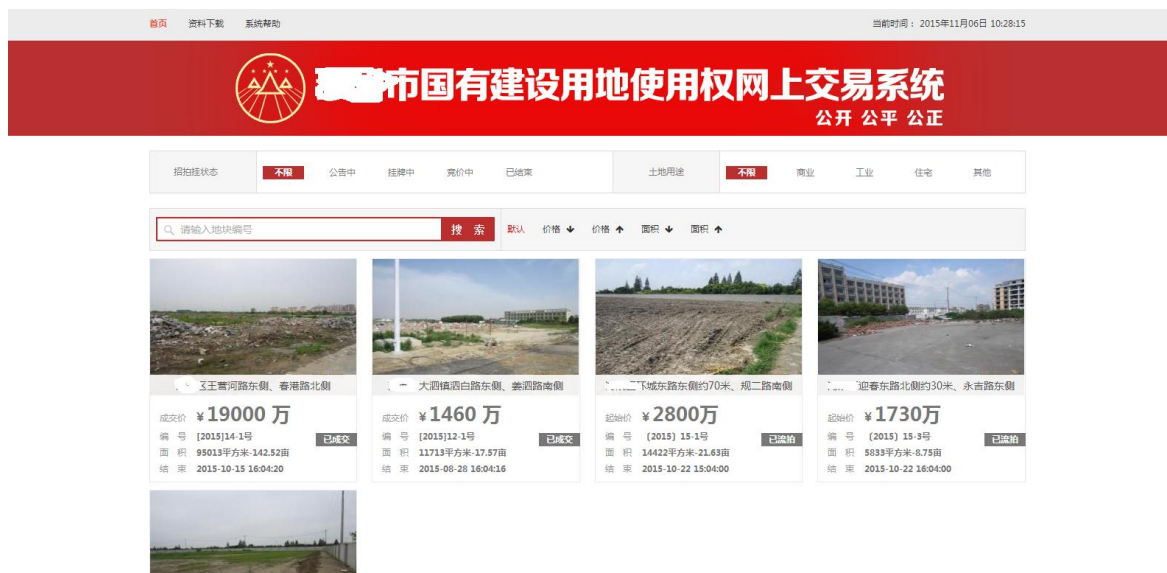 首页 资料下载 系统帮助 当前时间： 2015年11月06日 10:28:15
市国有建设用地使用权网上交易系统
公开 公平 公正
招拍挂状态 不限 公告中 挂牌中 竞价中 已结束 土地用途 不限 商业 工业 住宅 其他
请输入地块编号 搜 索 默认 价格 ↓ 价格 ↑ 面积 ↓ 面积 ↑
区王营河路东侧、春港路北侧
成交价 ¥19000 万
编 号 [2015]14-1号 已成交
面 积 95013平方米-142.52亩
结 束 2015-10-15 16:04:20
大泗镇泗白路东侧、姜泗路南侧
成交价 ¥1460 万
编 号 [2015]12-1号 已成交
面 积 11713平方米-17.57亩
结 束 2015-08-28 16:04:16
环城东路东侧约70米、规二路南侧
起始价 ¥2800万
编 号 （2015）15-1号 已流拍
面 积 14422平方米-21.63亩
结 束 2015-10-22 15:04:00
迎春东路北侧约30米、永吉路东侧
起始价 ¥1730万
编 号 （2015）15-3号 已流拍
面 积 5833平方米-8.75亩
结 束 2015-10-22 16:04:00